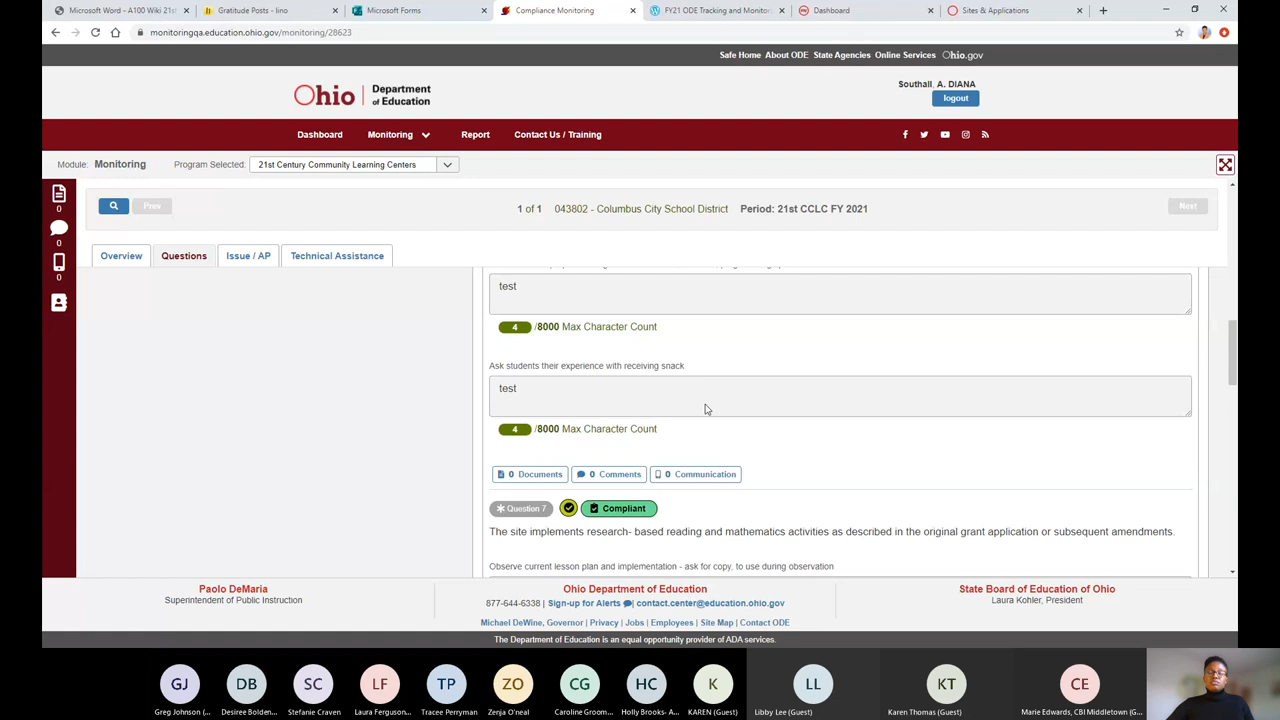 Microsoft Word - A100 Wiki 21st
Gratitude Posts - lino
Microsoft Forms
Compliance Monitoring
FY21 ODE Tracking and Monitor
Dashboard
Sites & Applications
monitoringqa.education.ohio.gov/monitoring/28623
Safe Home About ODE State Agencies Online Services Ohio.gov
Ohio Department of Education
Southall, A. DIANA
logout
Dashboard Monitoring Report Contact Us / Training
Module: Monitoring Program Selected: 21st Century Community Learning Centers
0
0
0
Prev 1 of 1 043802 - Columbus City School District Period: 21st CCLC FY 2021 Next
Overview Questions Issue / AP Technical Assistance
test
4 /8000 Max Character Count
Ask students their experience with receiving snack
test
4 /8000 Max Character Count
0 Documents 0 Comments 0 Communication
Question 7 Compliant
The site implements research- based reading and mathematics activities as described in the original grant application or subsequent amendments.
Observe current lesson plan and implementation - ask for copy, to use during observation
Paolo DeMaria
Superintendent of Public Instruction
Ohio Department of Education
877-644-6338 | Sign-up for Alerts | contact.center@education.ohio.gov
Michael DeWine, Governor | Privacy | Jobs | Employees | Site Map | Contact ODE
State Board of Education of Ohio
Laura Kohler, President
The Department of Education is an equal opportunity provider of ADA services.
GJ DB SC LF TP ZO CG HC K LL KT CE
Greg Johnson (... Desiree Bolden... Stefanie Craven Laura Ferguson... Tracee Perryman Zenja O'neal Caroline Groom... Holly Brooks- A... KAREN (Guest) Libby Lee (Guest) Karen Thomas (Guest) Marie Edwards, CBI Middletown (G...